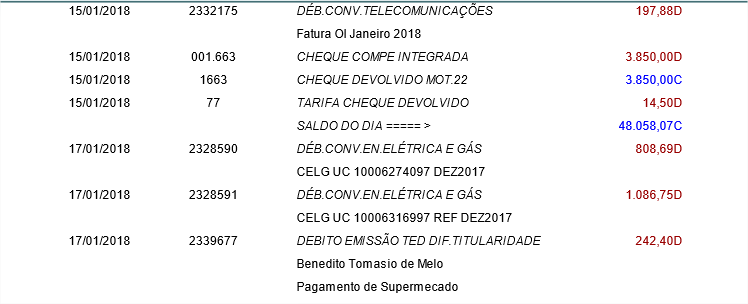 15/01/2018 2332175 DÉB.CONV.TELECOMUNICAÇÕES 197,88D
Fatura OI Janeiro 2018
15/01/2018 001.663 CHEQUE COMPE INTEGRADA 3.850,00D
15/01/2018 1663 CHEQUE DEVOLVIDO MOT.22 3.850,00C
15/01/2018 77 TARIFA CHEQUE DEVOLVIDO 14,50D
SALDO DO DIA ===== > 48.058,07C
17/01/2018 2328590 DÉB.CONV.EN.ELÉTRICA E GÁS 808,69D
CELG UC 10006274097 DEZ2017
17/01/2018 2328591 DÉB.CONV.EN.ELÉTRICA E GÁS 1.086,75D
CELG UC 10006316997 REF DEZ2017
17/01/2018 2339677 DEBITO EMISSÃO TED DIF.TITULARIDADE 242,40D
Benedito Tomasio de Melo
Pagamento de Supermecado